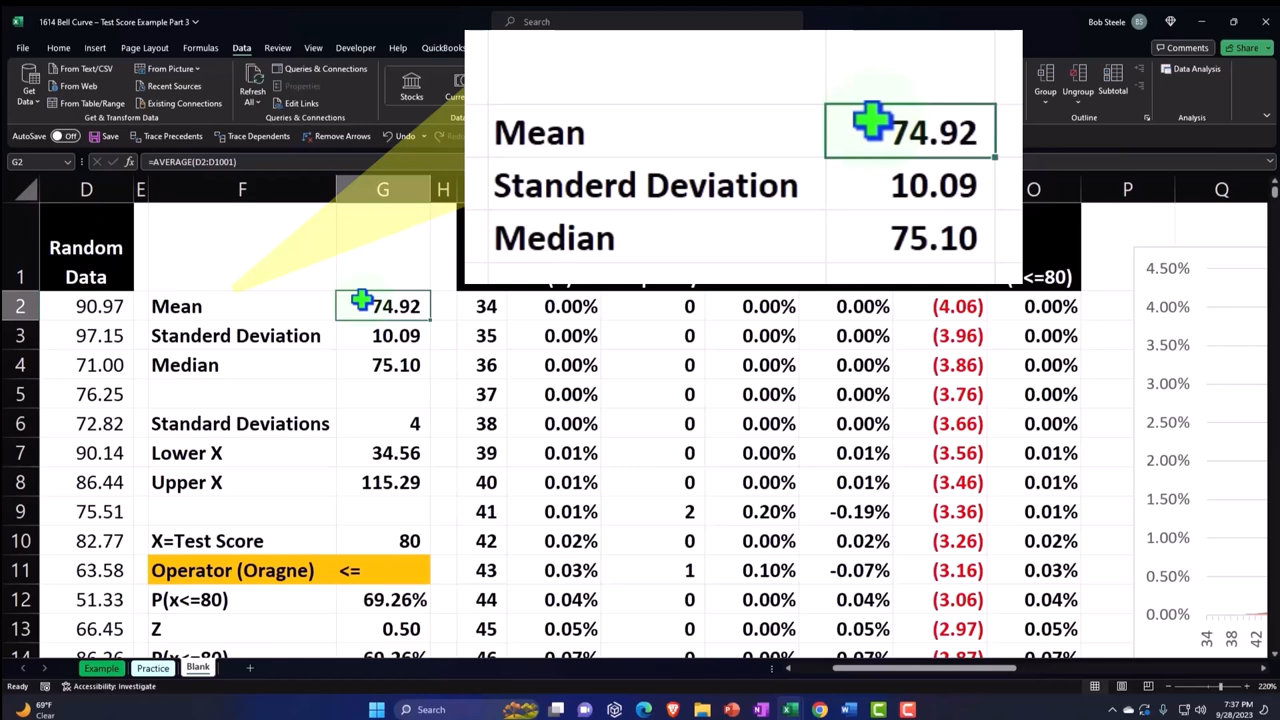 1614 Bell Curve – Test Score Example Part 3
Search
Bob Steele BS
File Home Insert Page Layout Formulas Data Review View Developer Help QuickBooks
Comments Share
From Text/CSV From Picture
From Web Recent Sources
From Table/Range Existing Connections
Get Data
Get & Transform Data
Refresh All
Queries & Connections
Properties
Edit Links
Queries & Connections
Stocks
Group Ungroup Subtotal
Outline
Data Analysis
Analysis
AutoSave Off Save Trace Precedents Trace Dependents Remove Arrows Undo
G2 =AVERAGE(D2:D1001)
Mean 74.92
Standerd Deviation 10.09
Median 75.10
D E F G H O P Q
1 Random Data <=80)
2 90.97 Mean 74.92 34 0.00% 0 0.00% 0.00% (4.06) 0.00%
3 97.15 Standerd Deviation 10.09 35 0.00% 0 0.00% 0.00% (3.96) 0.00%
4 71.00 Median 75.10 36 0.00% 0 0.00% 0.00% (3.86) 0.00%
5 76.25 37 0.00% 0 0.00% 0.00% (3.76) 0.00%
6 72.82 Standard Deviations 4 38 0.00% 0 0.00% 0.00% (3.66) 0.00%
7 90.14 Lower X 34.56 39 0.01% 0 0.00% 0.01% (3.56) 0.01%
8 86.44 Upper X 115.29 40 0.01% 0 0.00% 0.01% (3.46) 0.01%
9 75.51 41 0.01% 2 0.20% -0.19% (3.36) 0.01%
10 82.77 X=Test Score 80 42 0.02% 0 0.00% 0.02% (3.26) 0.02%
11 63.58 Operator (Oragne) <= 43 0.03% 1 0.10% -0.07% (3.16) 0.03%
12 51.33 P(x<=80) 69.26% 44 0.04% 0 0.00% 0.04% (3.06) 0.04%
13 66.45 Z 0.50 45 0.05% 0 0.00% 0.05% (2.97) 0.05%
4.50%
4.00%
3.50%
3.00%
2.50%
2.00%
1.50%
1.00%
0.50%
0.00%
34 38 42
Example Practice Blank
Ready Accessibility: Investigate 220%
69°F
Clear
Search
7:37 PM
9/28/2023